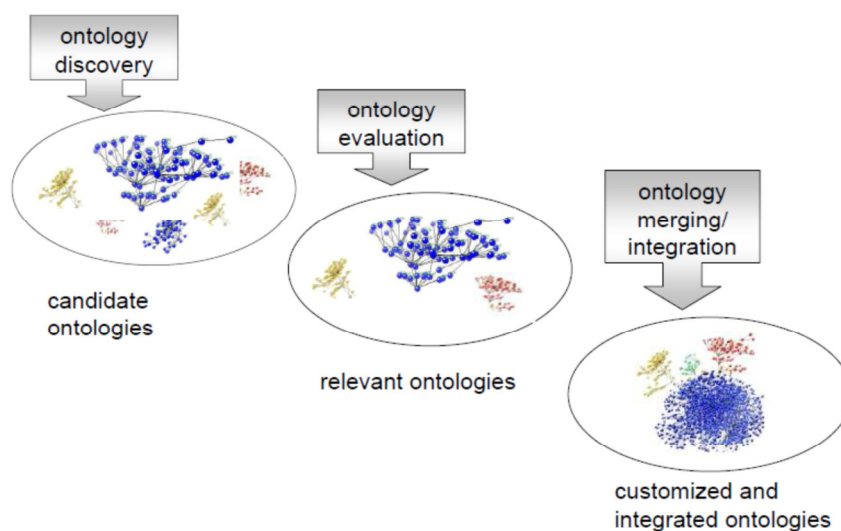 ontology
discovery
ontology
evaluation
ontology
merging/
integration
candidate
ontologies
relevant ontologies
customized and
integrated ontologies